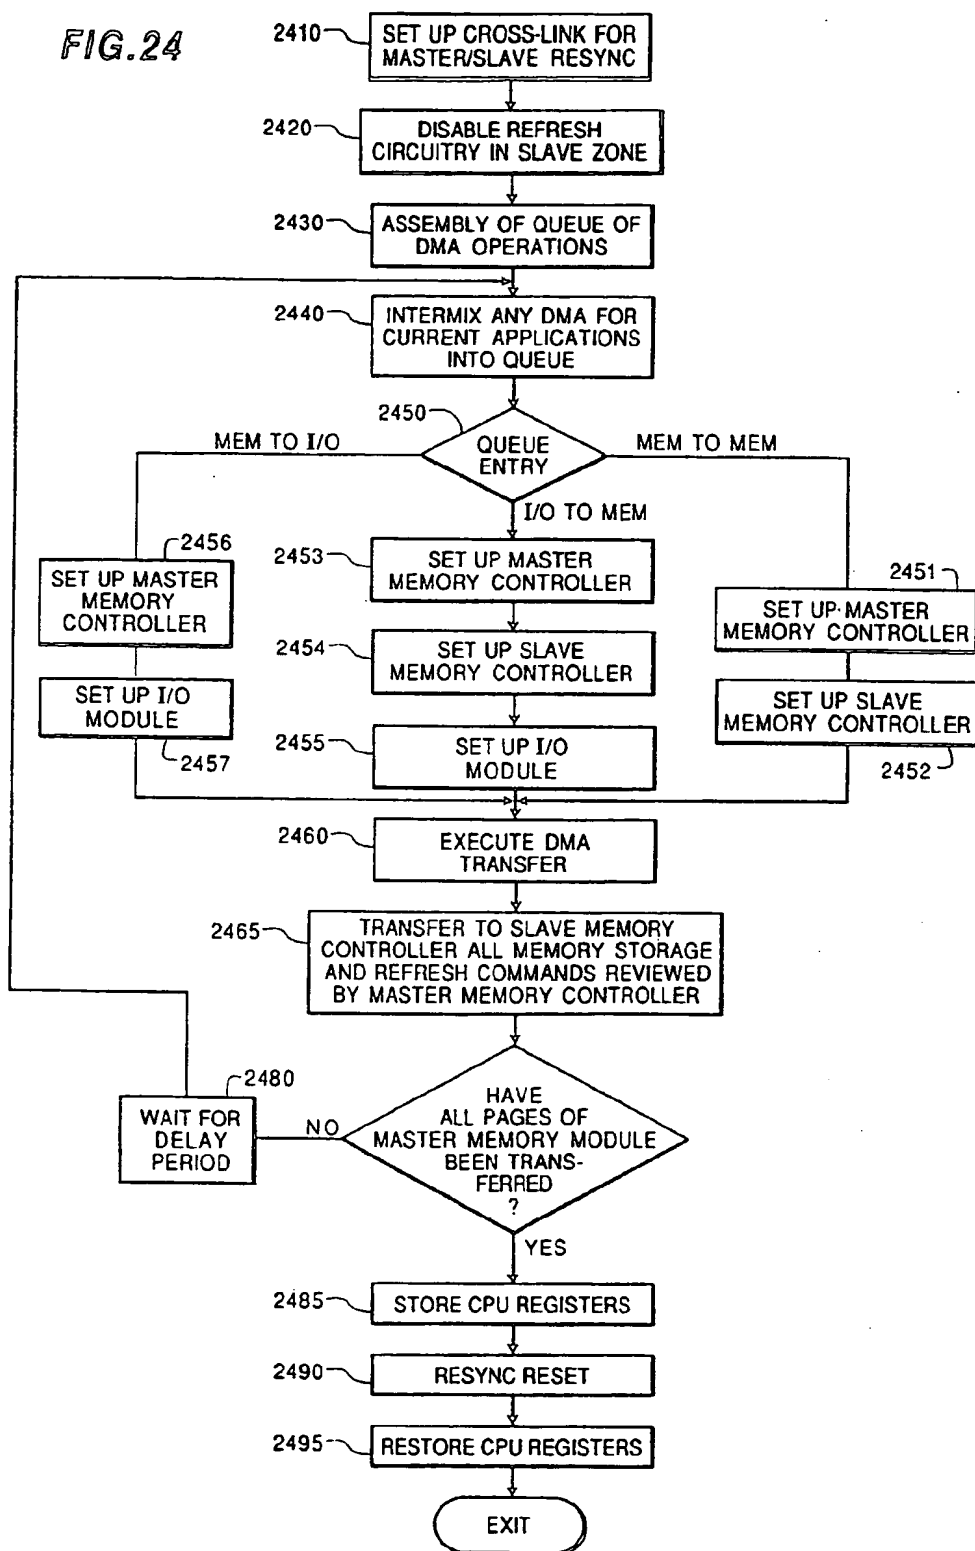 FIG.24
2410
SET UP CROSS-LINK FOR
MASTER/SLAVE RESYNC
2420
DISABLE REFRESH
CIRCUITRY IN SLAVE ZONE
2430
ASSEMBLY OF QUEUE OF
DMA OPERATIONS
2440
INTERMIX ANY DMA FOR
CURRENT APPLICATIONS
INTO QUEUE
2450
QUEUE
ENTRY
MEM TO I/O
MEM TO MEM
I/O TO MEM
2456
SET UP MASTER
MEMORY
CONTROLLER
SET UP I/O
MODULE
2457
2453
SET UP MASTER
MEMORY CONTROLLER
2454
SET UP SLAVE
MEMORY CONTROLLER
2455
SET UP I/O
MODULE
2451
SET UP MASTER
MEMORY CONTROLLER
SET UP SLAVE
MEMORY CONTROLLER
2452
2460
EXECUTE DMA
TRANSFER
2465
TRANSFER TO SLAVE MEMORY
CONTROLLER ALL MEMORY STORAGE
AND REFRESH COMMANDS REVIEWED
BY MASTER MEMORY CONTROLLER
HAVE
ALL PAGES OF
MASTER MEMORY MODULE
BEEN TRANS-
FERRED
?
NO
2480
WAIT FOR
DELAY
PERIOD
YES
2485
STORE CPU REGISTERS
2490
RESYNC RESET
2495
RESTORE CPU REGISTERS
EXIT